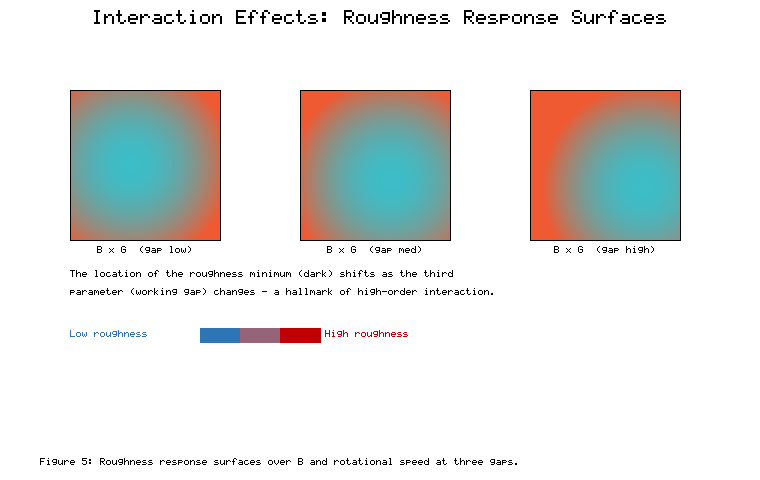 Interaction Effects: Roughness Response Surfaces
B x G  (gap low)
B x G  (gap med)
B x G  (gap high)
The location of the roughness minimum (dark) shifts as the third
parameter (working gap) changes - a hallmark of high-order interaction.
Low roughness
High roughness
Figure 5: Roughness response surfaces over B and rotational speed at three gaps.